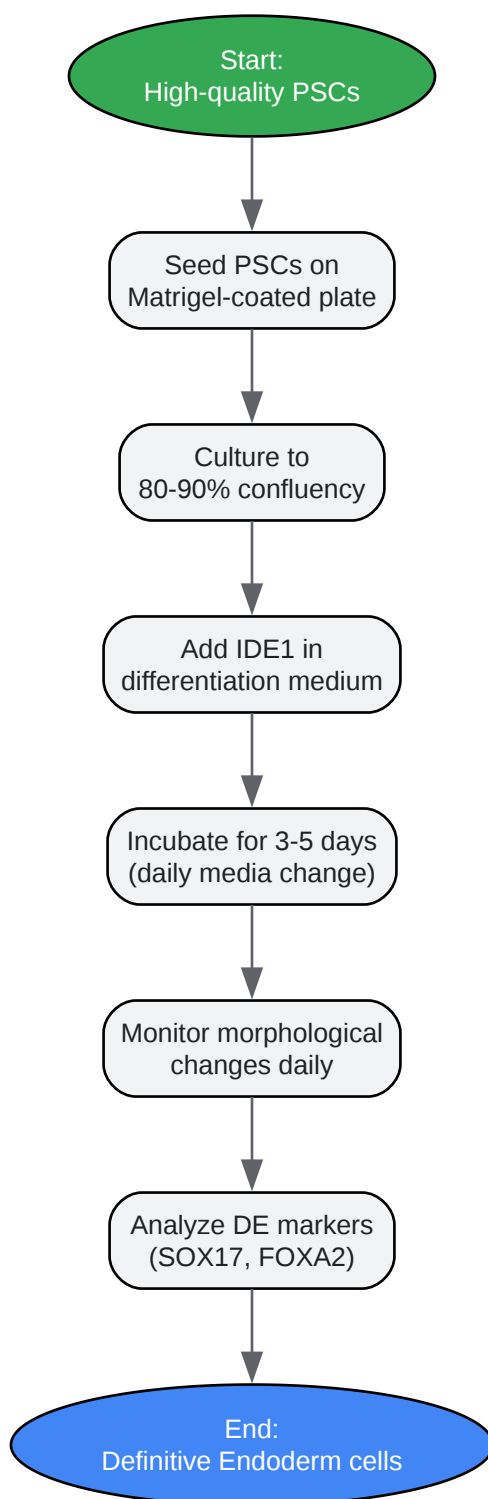 Start:
High-quality PSCs
Seed PSCs on
Matrigel-coated plate
Culture to
80-90% confluency
Add IDE1 in
differentiation medium
Incubate for 3-5 days
(daily media change)
Monitor morphological
changes daily
Analyze DE markers
(SOX17, FOXA2)
End:
Definitive Endoderm cells